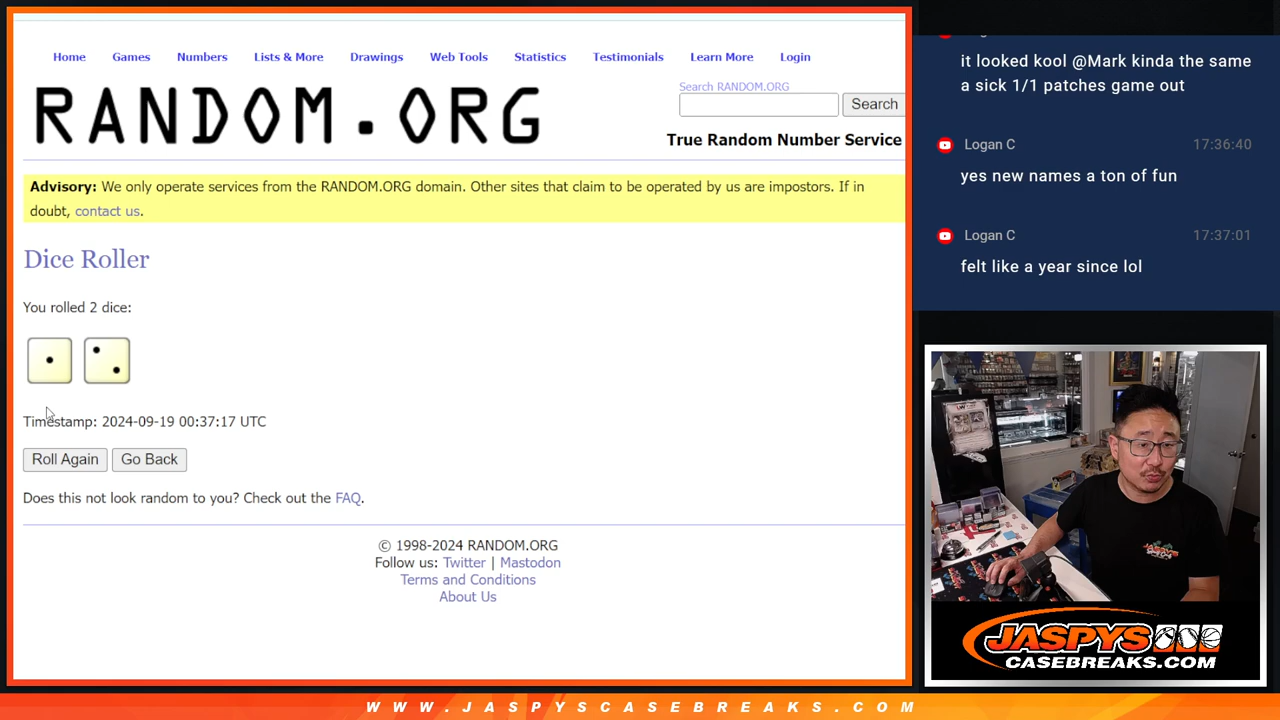 Home Games Numbers Lists & More Drawings Web Tools Statistics Testimonials Learn More Login
RANDOM.ORG
Search RANDOM.ORG
Search
True Random Number Service
Advisory: We only operate services from the RANDOM.ORG domain. Other sites that claim to be operated by us are impostors. If in
doubt, contact us.
Dice Roller
You rolled 2 dice:
Timestamp: 2024-09-19 00:37:17 UTC
Roll Again Go Back
Does this not look random to you? Check out the FAQ.
© 1998-2024 RANDOM.ORG
Follow us: Twitter | Mastodon
Terms and Conditions
About Us
it looked kool @Mark kinda the same
a sick 1/1 patches game out
Logan C 17:36:40
yes new names a ton of fun
Logan C 17:37:01
felt like a year since lol
JASPYS
CASEBREAKS.COM
WWW.JASPYSCASEBREAKS.COM